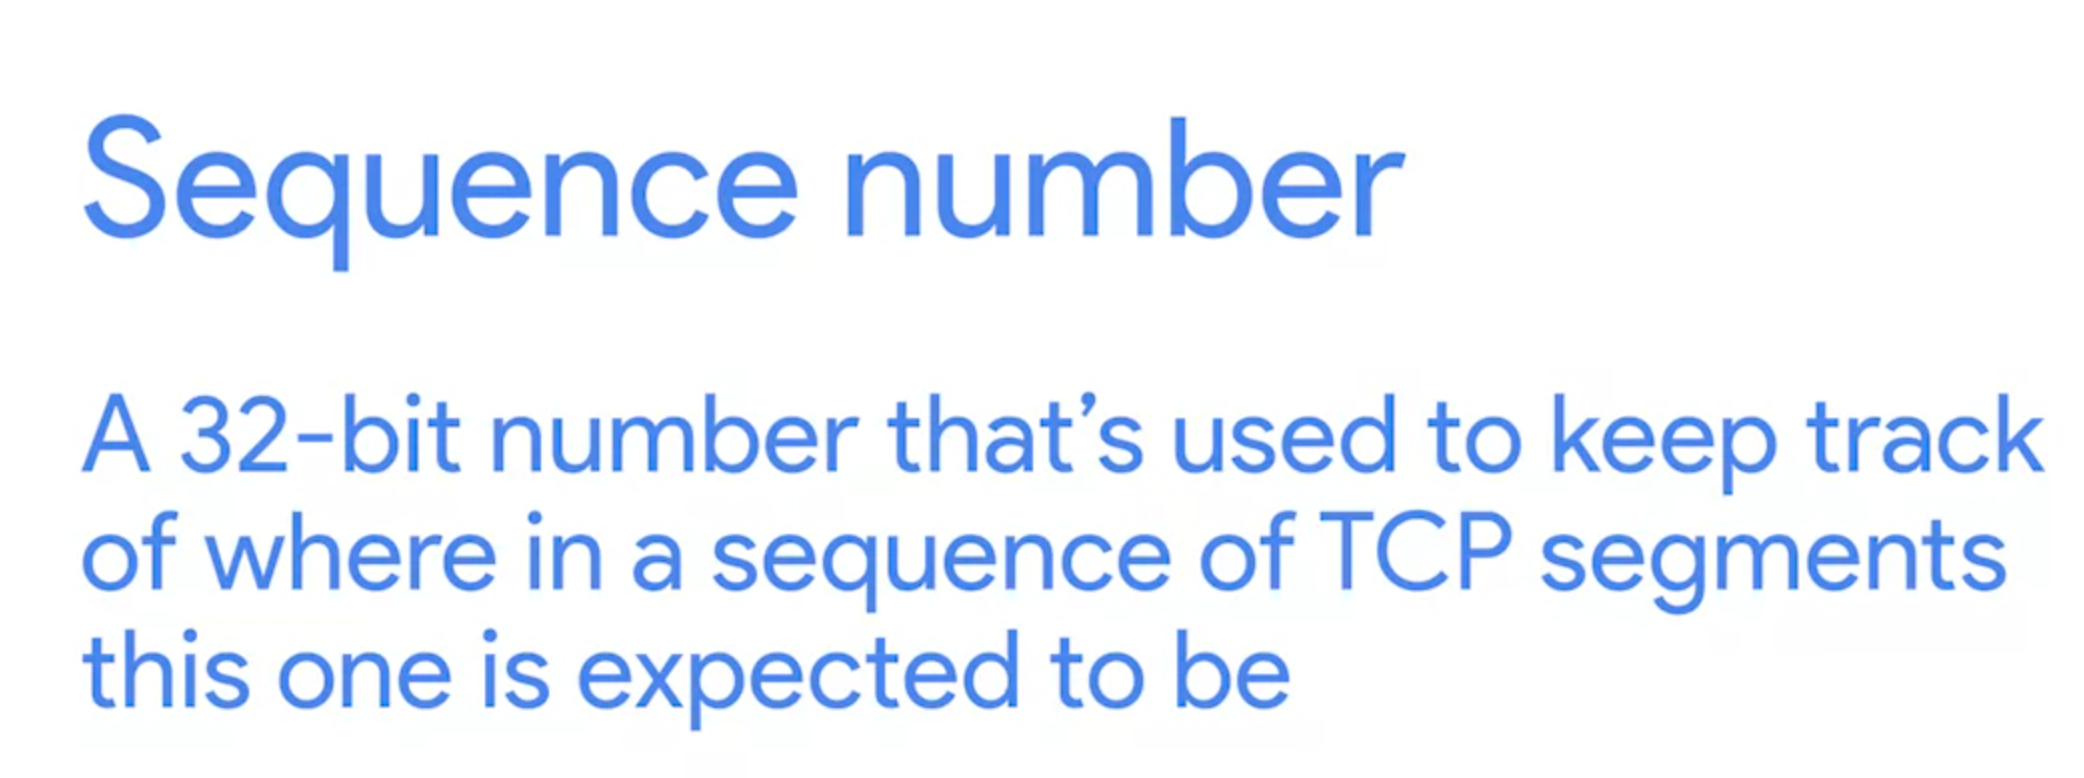 Sequence number
A 32-bit number that’s used to keep track
of where in a sequence of TCP segments
this one is expected to be